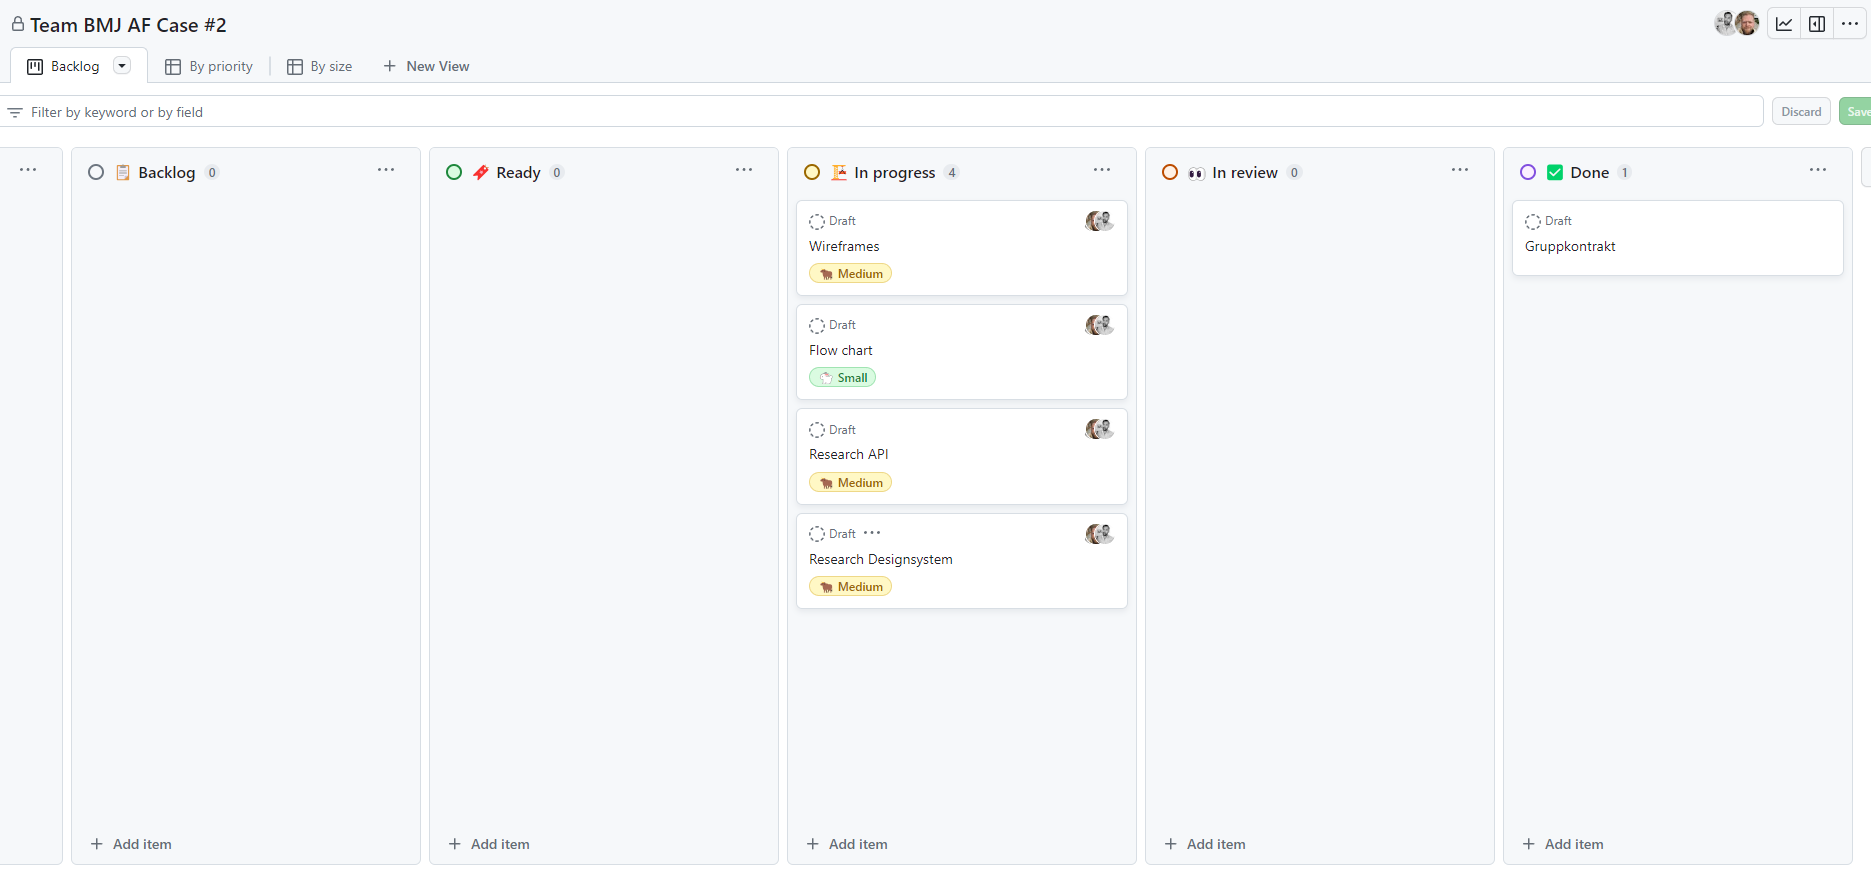 Team BMJ AF Case #2
Backlog
By priority
By size
New View
Filter by keyword or by field
Discard
Save
Backlog 0
Ready 0
In progress 4
In review 0
Done 1
Draft
Wireframes
Medium
Draft
Flow chart
Small
Draft
Research API
Medium
Draft
Research Designsystem
Medium
Draft
Gruppkontrakt
Add item
Add item
Add item
Add item
Add item